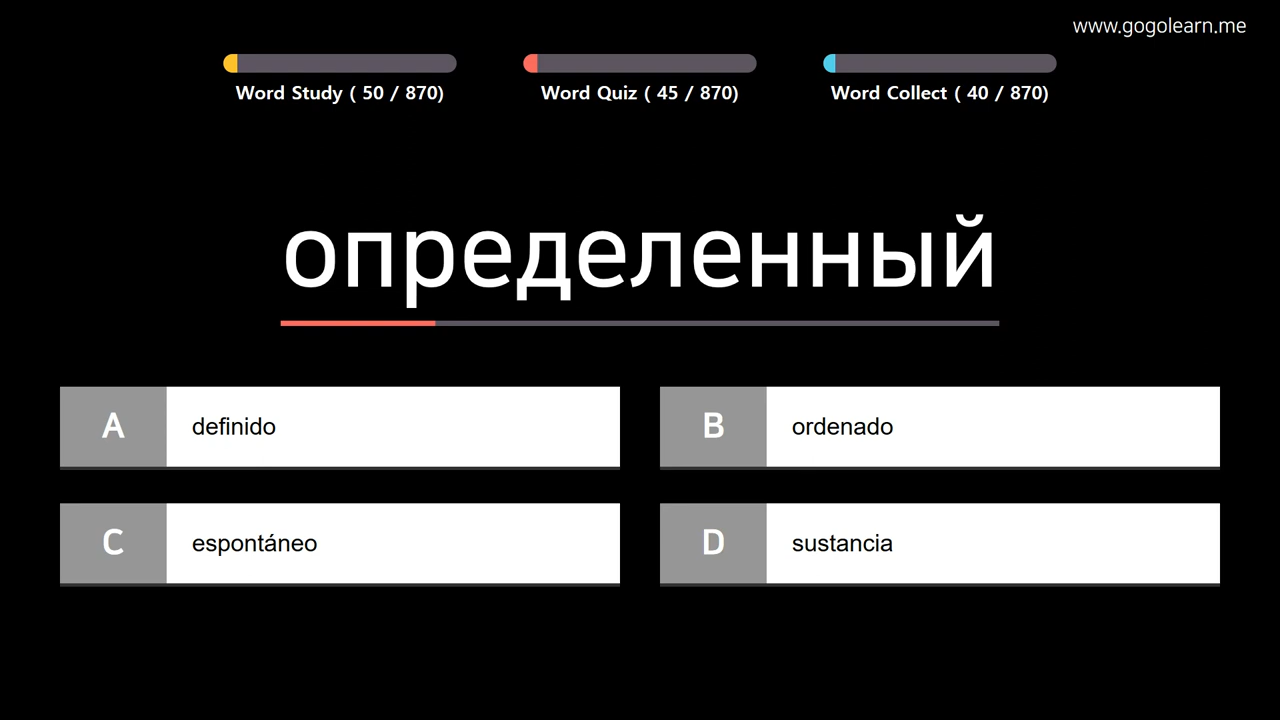 www.gogolearn.me
Word Study ( 50 / 870)
Word Quiz ( 45 / 870)
Word Collect ( 40 / 870)
определенный
A definido
B ordenado
C espontáneo
D sustancia